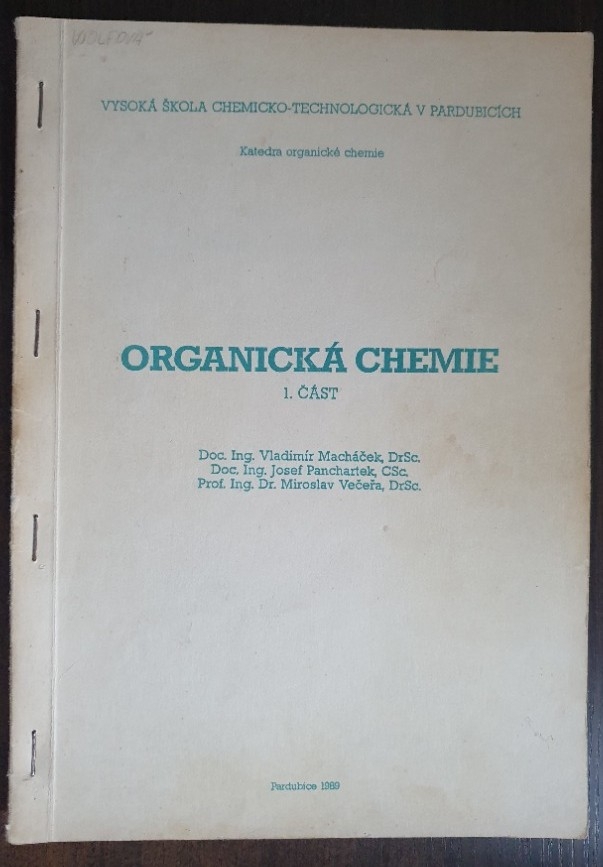 VYSOKÁ ŠKOLA CHEMICKO-TECHNOLOGICKÁ V PARDUBICÍCH
Katedra organické chemie
ORGANICKÁ CHEMIE
1. ČÁST
Doc. Ing. Vladimír Macháček, DrSc.
Doc. Ing. Josef Panchartek, CSc.
Prof. Ing. Dr. Miroslav Večeřa, DrSc.
Pardubice 1989